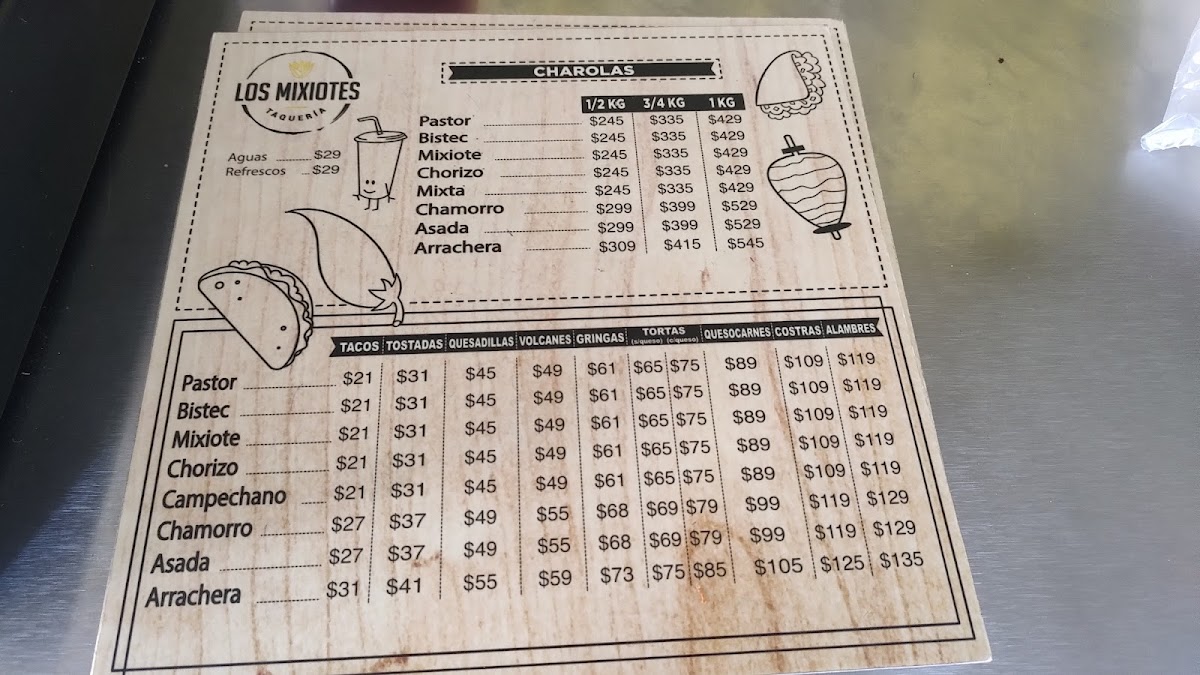 LOS MIXIOTES
TAQUERÍA
Aguas $29
Refrescos $29
CHAROLAS
1/2 KG 3/4 KG 1 KG
Pastor $245 $335 $429
Bistec $245 $335 $429
Mixiote $245 $335 $429
Chorizo $245 $335 $429
Mixta $245 $335 $429
Chamorro $299 $399 $529
Asada $299 $399 $529
Arrachera $309 $415 $545
TACOS TOSTADAS QUESADILLAS VOLCANES GRINGAS TORTAS QUESOCARNES COSTRAS ALAMBRES
(s/queso) (c/queso)
Pastor $21 $31 $45 $49 $61 $65 $75 $89 $109 $119
Bistec $21 $31 $45 $49 $61 $65 $75 $89 $109 $119
Mixiote $21 $31 $45 $49 $61 $65 $75 $89 $109 $119
Chorizo $21 $31 $45 $49 $61 $65 $75 $89 $109 $119
Campechano $21 $31 $45 $49 $61 $65 $75 $89 $109 $119
Chamorro $27 $37 $49 $55 $68 $69 $79 $99 $119 $129
Asada $27 $37 $49 $55 $68 $69 $79 $99 $119 $129
Arrachera $31 $41 $55 $59 $73 $75 $85 $105 $125 $135